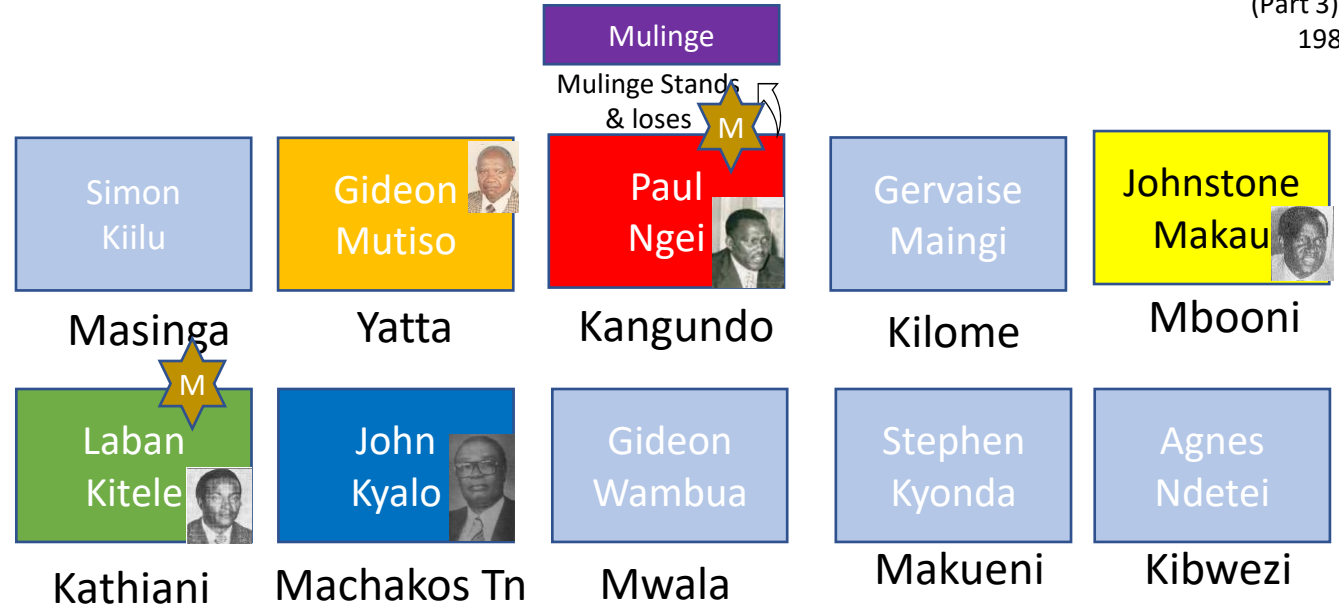 (Part 3)
198
Mulinge
Mulinge Stands
& loses
M
Simon
Kiilu
Gideon
Mutiso
Paul
Ngei
Gervaise
Maingi
Johnstone
Makau
Masinga
Yatta
Kangundo
Kilome
Mbooni
M
Laban
Kitele
John
Kyalo
Gideon
Wambua
Stephen
Kyonda
Agnes
Ndetei
Kathiani
Machakos Tn
Mwala
Makueni
Kibwezi